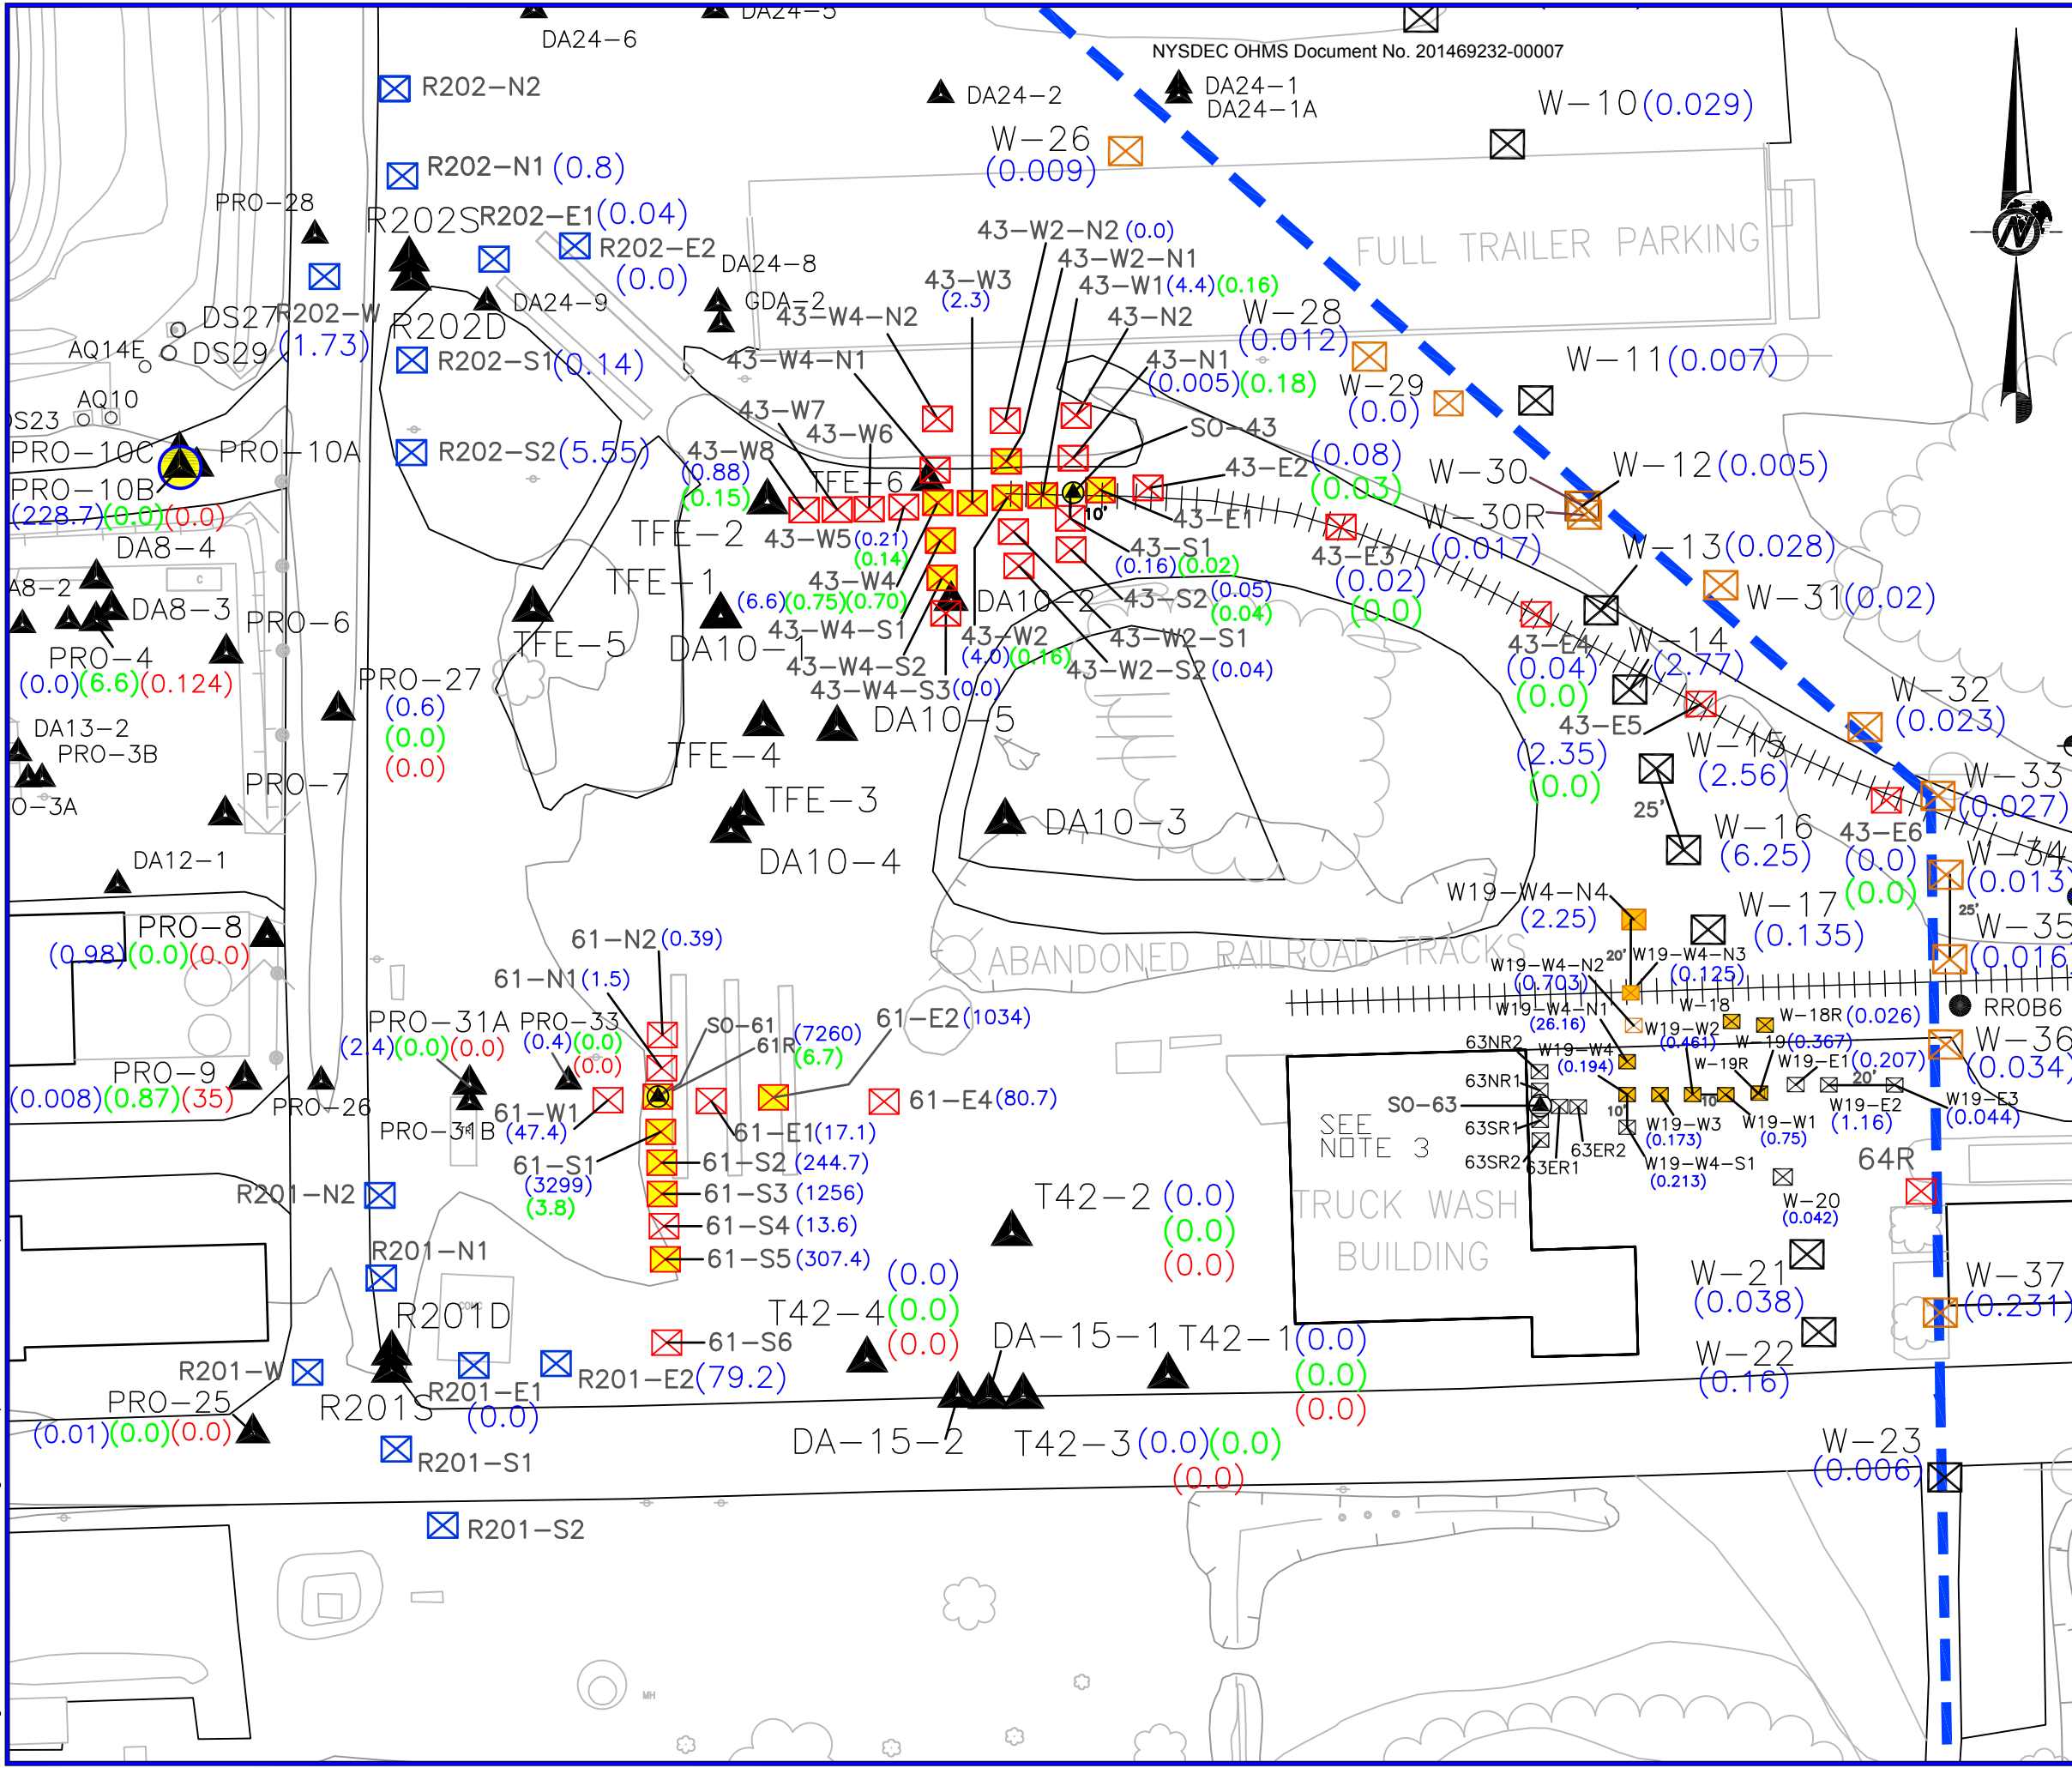 DA24-6
DA24-5
NYSDEC OHMS Document No. 201469232-00007
R202-N2
DA24-2
DA24-1
DA24-1A
W-10(0.029)
W-26
(0.009)
R202-N1 (0.8)
PRO-28
R202S
R202-E1(0.04)
R202-E2
(0.0)
43-W2-N2 (0.0)
43-W2-N1
43-W1(4.4)(0.16)
FULL TRAILER PARKING
N
DA24-8
GDA-2
43-W3
(2.3)
DA24-9
DS27
DS29
R202-W
(1.73)
R202D
43-W4-N2
43-N2
W-28
(0.012)
AQ14E
R202-S1(0.14)
43-W4-N1
43-N1
(0.005)(0.18)
W-29
(0.0)
W-11(0.007)
AQ10
DS23
43-W7
43-W6
SO-43
PRO-10C
PRO-10A
R202-S2(5.55)
43-W8
(0.88)
(0.15)
TFE-6
43-E2
(0.08)
(0.03)
W-30
W-12(0.005)
PRO-10B
(228.7)(0.0)(0.0)
10'
43-E1
W-30R
(0.017)
TFE-2
43-W5(0.21)
(0.14)
43-S1
(0.16)(0.02)
43-E3
(0.02)
(0.0)
W-13(0.028)
DA8-4
C
A8-2
DA8-3
TFE-1
43-W4
(6.6)(0.75)(0.70)
DA10-2
43-S2(0.05)
(0.04)
W-31(0.02)
PRO-6
TFE-5
DA10-1
43-W4-S1
43-W2
(4.0)(0.16)
43-W2-S1
43-E4
(0.04)
(0.0)
W-14
(2.77)
PRO-4
(0.0)(6.6)(0.124)
43-W4-S2
43-W2-S2(0.04)
PRO-27
(0.6)
(0.0)
(0.0)
43-W4-S3(0.0)
DA10-5
W-32
(0.023)
DA13-2
PRO-3B
TFE-4
43-E5
(2.35)
(0.0)
W-15
(2.56)
O-3A
PRO-7
TFE-3
DA10-3
25'
W-33
(0.027)
DA10-4
W-16
(6.25)
43-E6
(0.0)
(0.0)
W-34
(0.013)
DA12-1
25'
PRO-8
(0.98)(0.0)(0.0)
W19-W4-N4
(2.25)
W-17
(0.135)
W-35
(0.016
61-N2(0.39)
ABANDONED RAILROAD TRACKS
20'
W19-W4-N3
(0.125)
61-N1(1.5)
W19-W4-N2
(0.703)
PRO-31A
(2.4)(0.0)(0.0)
PRO-33
(0.4)(0.0)
(0.0)
SO-61
(7260)
61R
(6.7)
61-E2(1034)
W19-W4-N1
(26.16)
W-18
W-18R(0.026)
RROB6
W19-W2
(0.461)
W-19(0.367)
W-36
(0.034)
63NR2
W19-W4
(0.194)
W-19R
W19-E1(0.207)
PRO-9
(0.008)(0.87)(35)
PRO-26
61-W1
(47.4)
61-E4(80.7)
63NR1
20'
SO-63
10'
10
W19-E2
(1.16)
W19-E3
(0.044)
PRO-31B
61-E1(17.1)
SEE
NOTE 3
63SR1
W19-W3
(0.173)
W19-W1
(0.75)
61-S1
(3299)
(3.8)
61-S2 (244.7)
63SR2
63ER1
63ER2
W19-W4-S1
(0.213)
64R
R201-N2
61-S3 (1256)
T42-2 (0.0)
(0.0)
(0.0)
TRUCK WASH
BUILDING
W-20
(0.042)
61-S4 (13.6)
R201-N1
61-S5 (307.4)
W-21
(0.038)
W-37
(0.231)
CONC
R201D
T42-4
(0.0)
(0.0)
(0.0)
61-S6
DA-15-1
T42-1(0.0)
(0.0)
(0.0)
W-22
(0.16)
R201-W
R201-E1
(0.0)
R201-E2(79.2)
PRO-25
(0.01)(0.0)(0.0)
R201S
DA-15-2
T42-3(0.0)(0.0)
(0.0)
W-23
(0.006)
R201-S1
R201-S2
MH